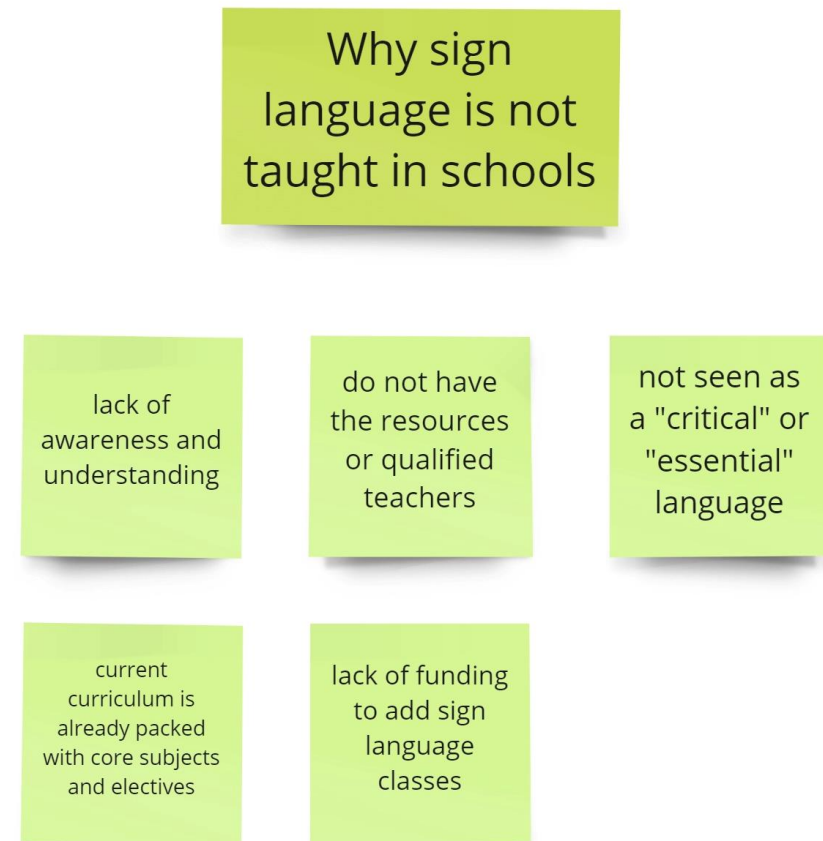 Why sign
language is not
taught in schools
lack of
awareness and
understanding
do not have
the resources
or qualified
teachers
not seen as
a "critical" or
"essential"
language
current
curriculum is
already packed
with core subjects
and electives
lack of funding
to add sign
language
classes